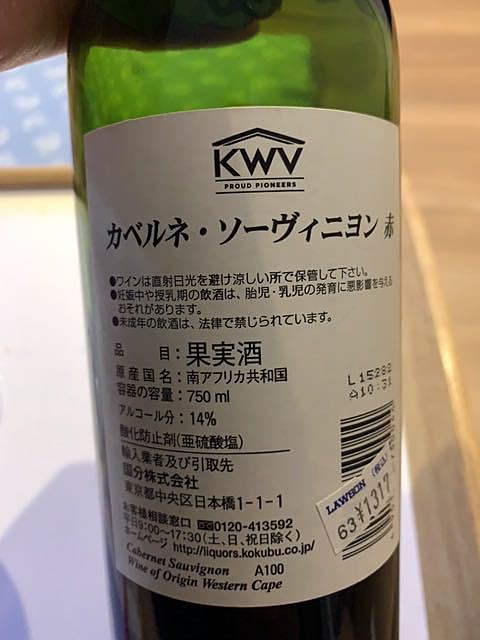 KWV
PROUD PIONEERS
カベルネ・ソーヴィニヨン 赤
●ワインは直射日光を避け涼しい所で保管して下さい。
●妊娠中や授乳期の飲酒は、胎児・乳児の発育に悪影響を与える
おそれがあります。
●未成年の飲酒は、法律で禁じられています。
品 目：果実酒
原産国名：南アフリカ共和国
容器の容量：750 ml
アルコール分：14%
酸化防止剤(亜硫酸塩)
輸入業者及び引取先
国分株式会社
東京都中央区日本橋1-1-1
お客様相談窓口 0120-413592
平日9:00～17:30(土、日、祝日除く)
ホームページ http://liquors.kokubu.co.jp/
Cabernet Sauvignon A100
Wine of Origin Western Cape
LAWSON (税込)
63 ¥1317